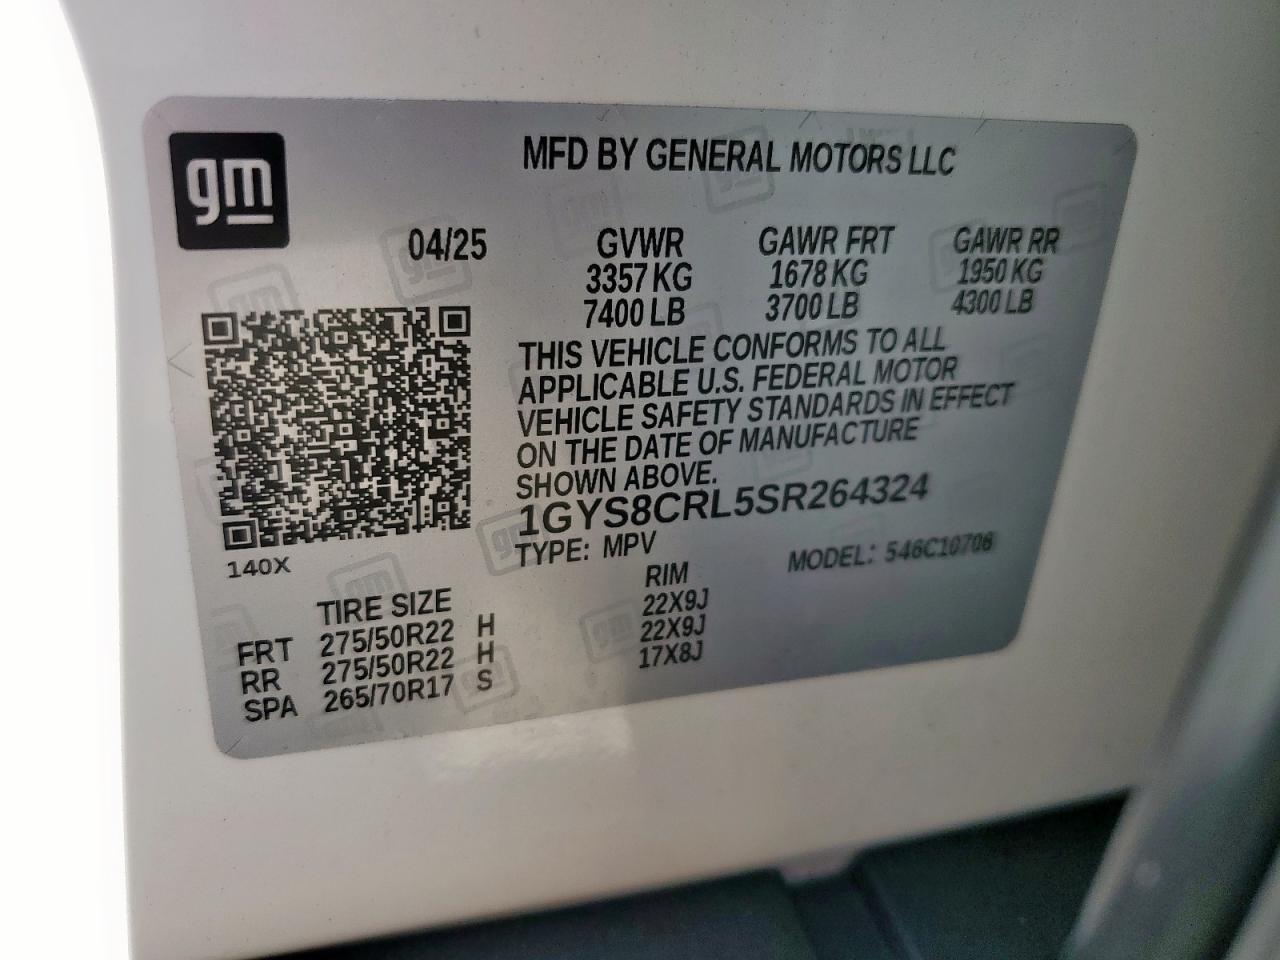 gm
MFD BY GENERAL MOTORS LLC
04/25 GVWR GAWR FRT GAWR RR
3357 KG 1678 KG 1950 KG
7400 LB 3700 LB 4300 LB
THIS VEHICLE CONFORMS TO ALL
APPLICABLE U.S. FEDERAL MOTOR
VEHICLE SAFETY STANDARDS IN EFFECT
ON THE DATE OF MANUFACTURE
SHOWN ABOVE.
1GYS8CRL5SR264324
TYPE: MPV MODEL: 546C10706
140X
TIRE SIZE RIM
FRT 275/50R22 H 22X9J
RR 275/50R22 H 22X9J
SPA 265/70R17 S 17X8J